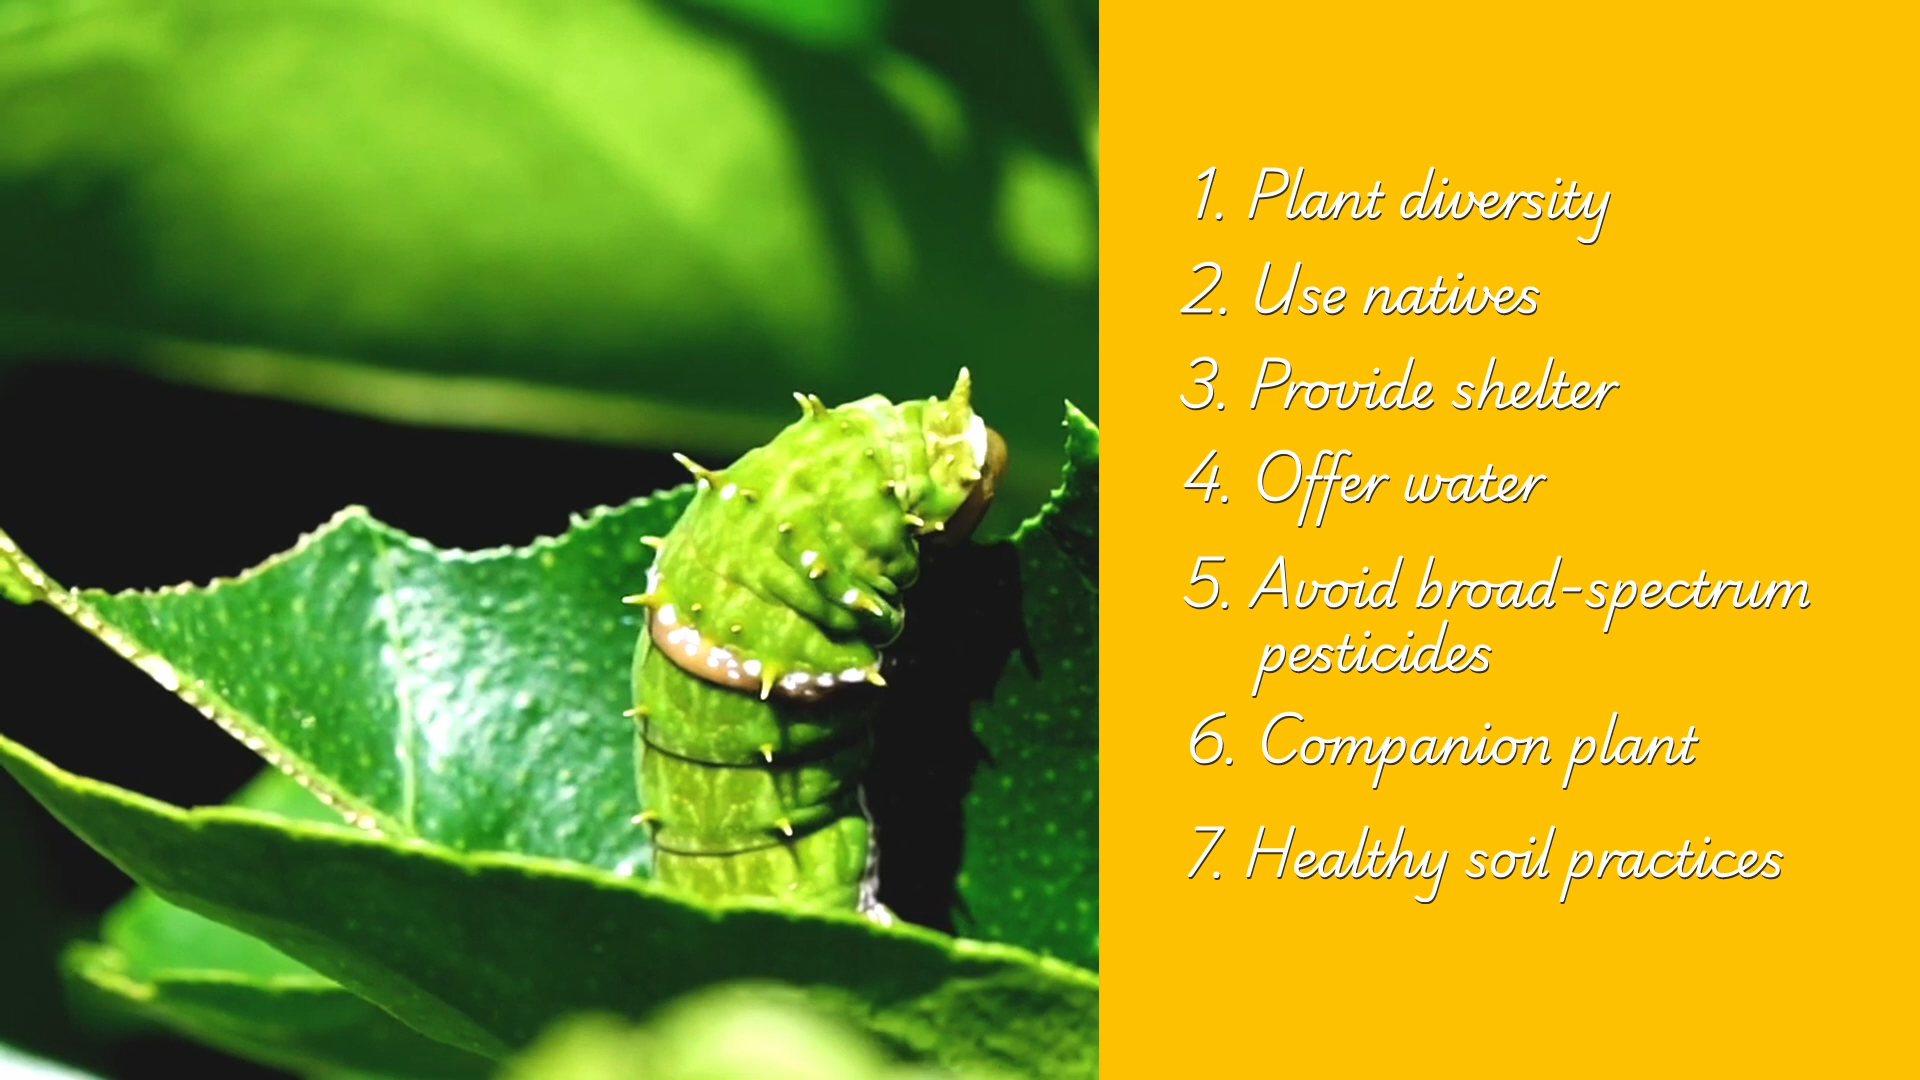 1. Plant diversity
2. Use natives
3. Provide shelter
4. Offer water
5. Avoid broad-spectrum
pesticides
6. Companion plant
7. Healthy soil practices